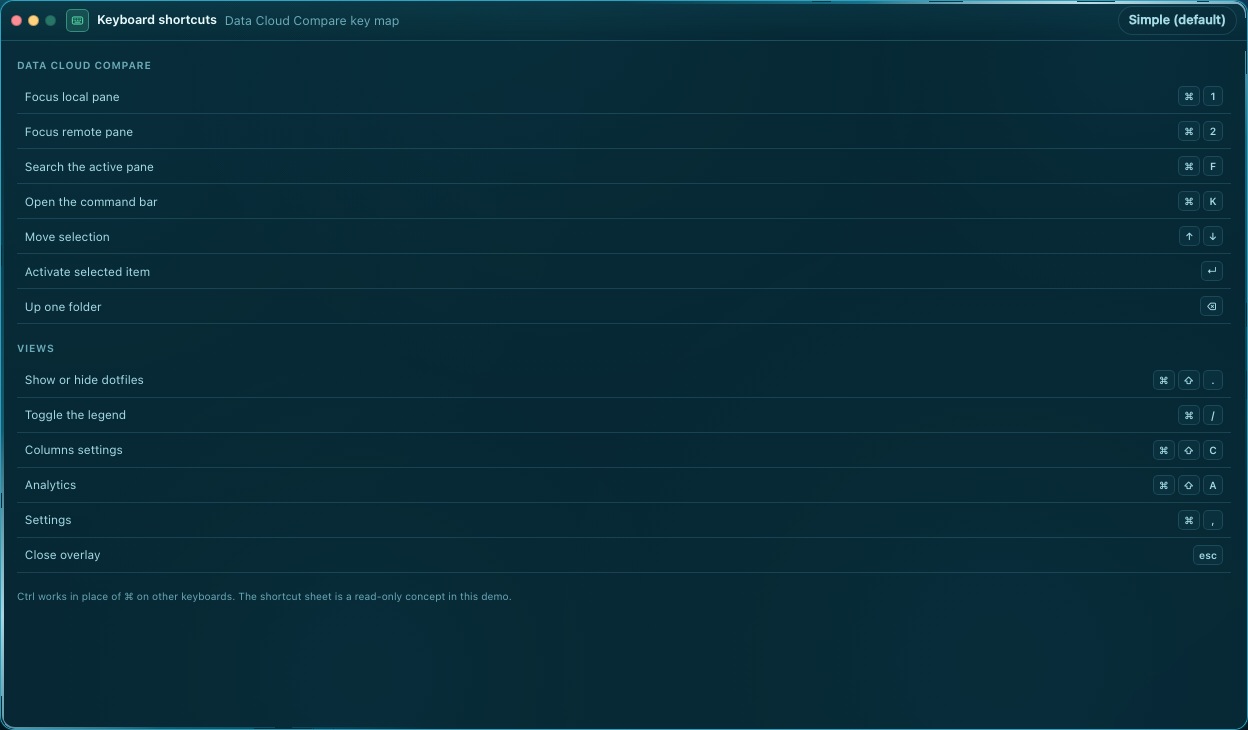 Keyboard shortcuts Data Cloud Compare key map Simple (default)
DATA CLOUD COMPARE
Focus local pane ⌘ 1
Focus remote pane ⌘ 2
Search the active pane ⌘ F
Open the command bar ⌘ K
Move selection ↑ ↓
Activate selected item ↵
Up one folder ⌫
VIEWS
Show or hide dotfiles ⌘ ⇧ .
Toggle the legend ⌘ /
Columns settings ⌘ ⇧ C
Analytics ⌘ ⇧ A
Settings ⌘ ,
Close overlay esc
Ctrl works in place of ⌘ on other keyboards. The shortcut sheet is a read-only concept in this demo.